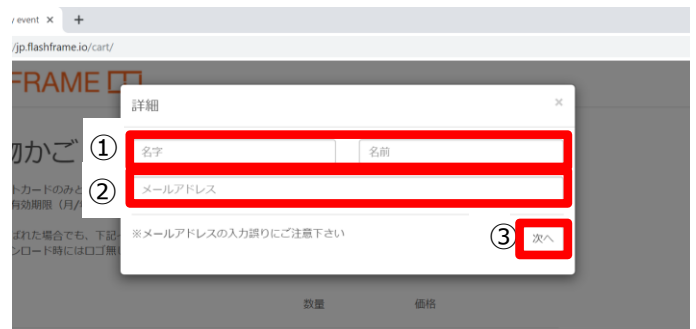 event × +
/jp.flashframe.io/cart/
FRAME
詳細 ×
かご
① 名字 名前
トカードのみと
② メールアドレス
有効期限（月/
ばれた場合でも、下記
※メールアドレスの入力誤りにご注意下さい
③ 次へ
ンロード時にはロゴ無
数量 価格